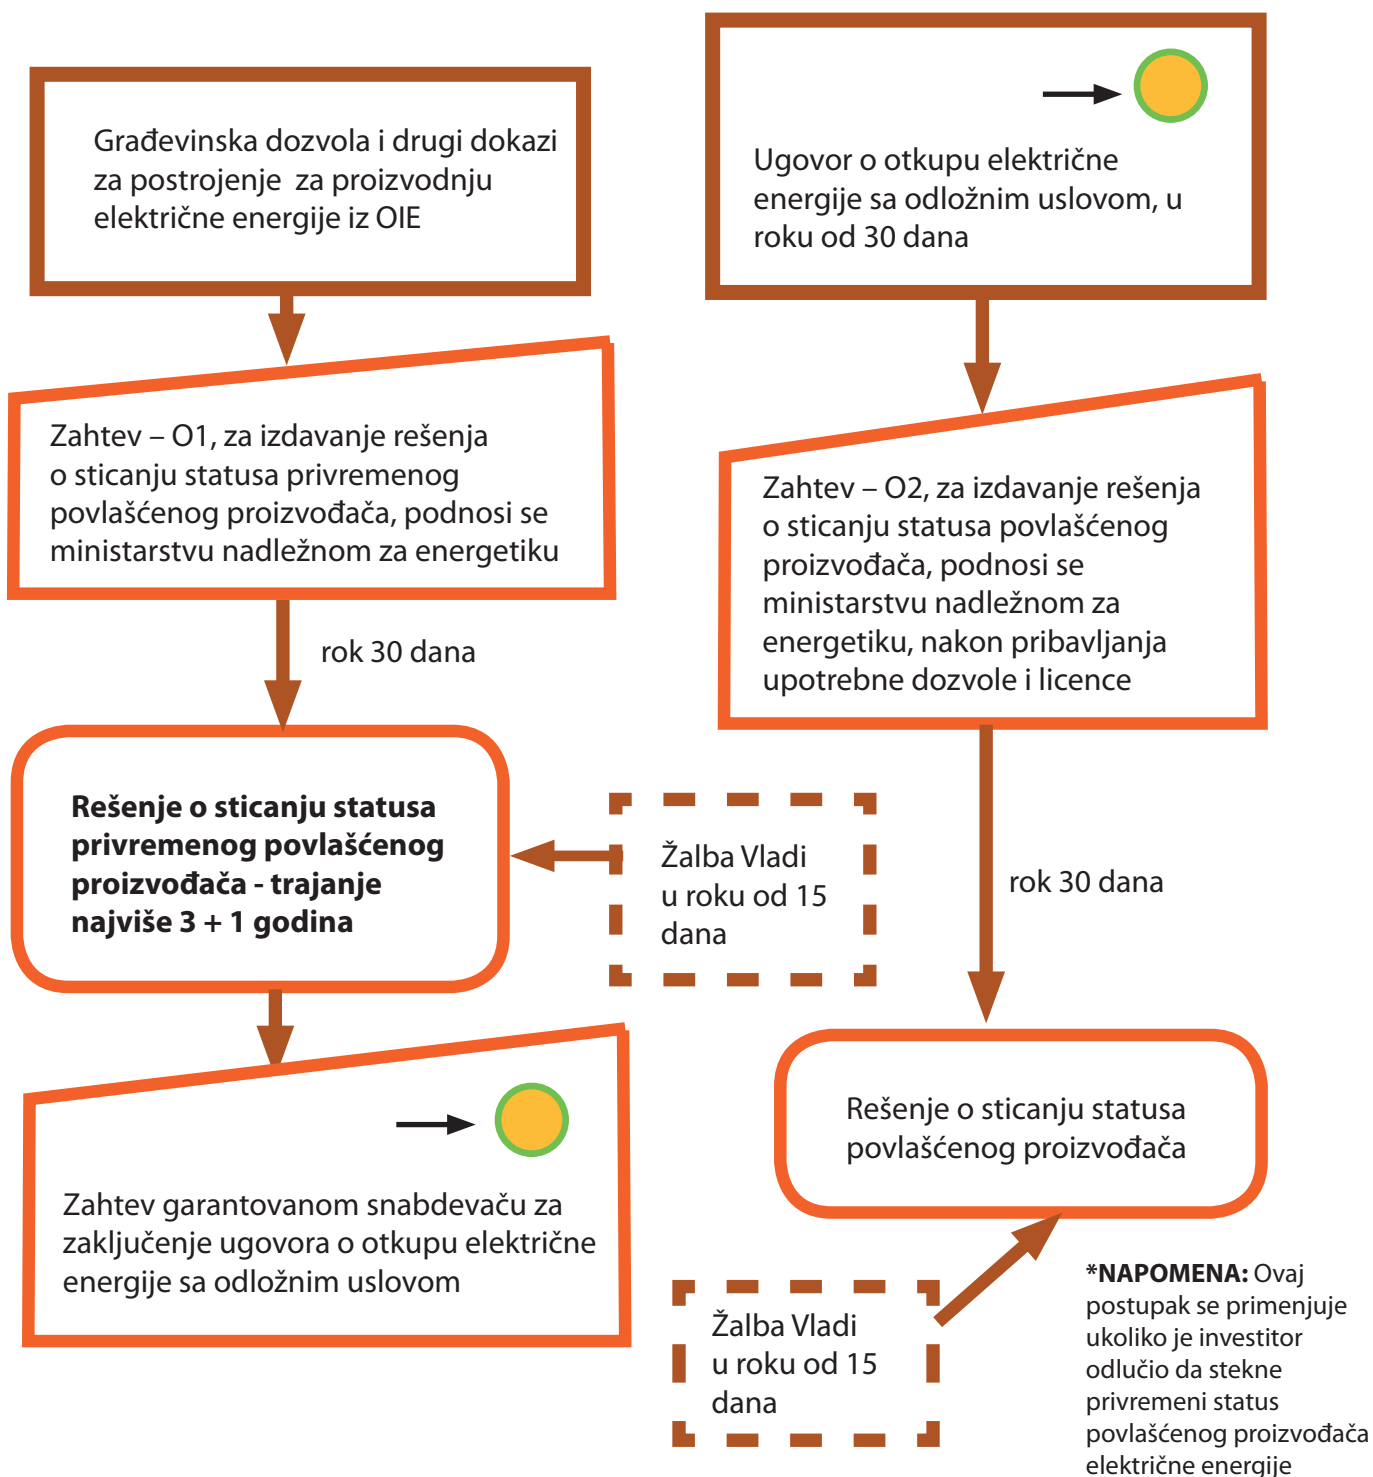 Građevinska dozvola i drugi dokazi
za postrojenje za proizvodnju
električne energije iz OIE
Zahtev – O1, za izdavanje rešenja
o sticanju statusa privremenog
povlašćenog proizvođača, podnosi se
ministarstvu nadležnom za energetiku
rok 30 dana
Rešenje o sticanju statusa
privremenog povlašćenog
proizvođača - trajanje
najviše 3 + 1 godina
Žalba Vladi
u roku od 15
dana
Zahtev garantovanom snabdevaču za
zaključenje ugovora o otkupu električne
energije sa odložnim uslovom
Ugovor o otkupu električne
energije sa odložnim uslovom, u
roku od 30 dana
Zahtev – O2, za izdavanje rešenja
o sticanju statusa povlašćenog
proizvođača, podnosi se
ministarstvu nadležnom za
energetiku, nakon pribavljanja
upotrebne dozvole i licence
rok 30 dana
Rešenje o sticanju statusa
povlašćenog proizvođača
Žalba Vladi
u roku od 15
dana
*NAPOMENA: Ovaj
postupak se primenjuje
ukoliko je investitor
odlučio da stekne
privremeni status
povlašćenog proizvođača
električne energije